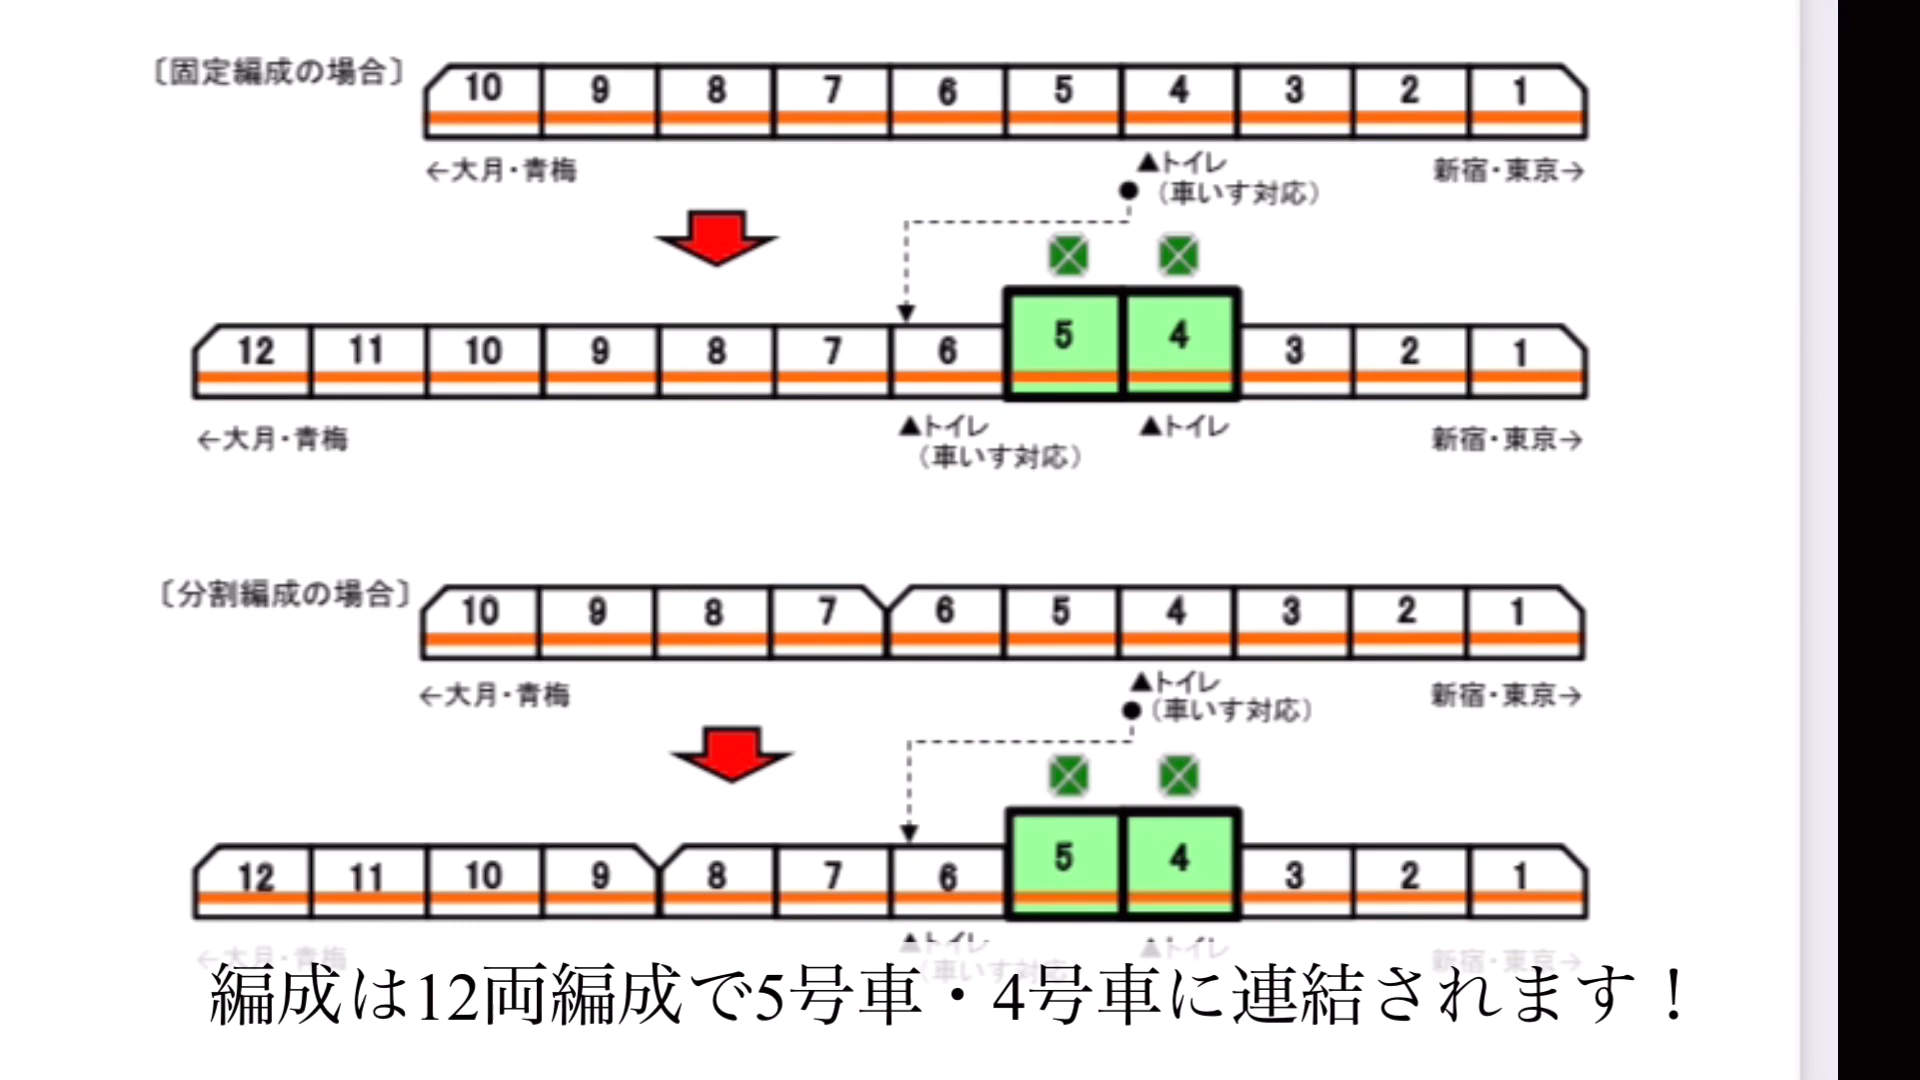 〔固定編成の場合〕
10 9 8 7 6 5 4 3 2 1
←大月・青梅
▲トイレ
(車いす対応)
新宿・東京→
12 11 10 9 8 7 6 5 4 3 2 1
←大月・青梅
▲トイレ
(車いす対応)
▲トイレ
新宿・東京→
〔分割編成の場合〕
10 9 8 7 6 5 4 3 2 1
←大月・青梅
▲トイレ
(車いす対応)
新宿・東京→
12 11 10 9 8 7 6 5 4 3 2 1
←大月・青梅
▲トイレ
(車いす対応)
▲トイレ
新宿・東京→
編成は12両編成で5号車・4号車に連結されます！